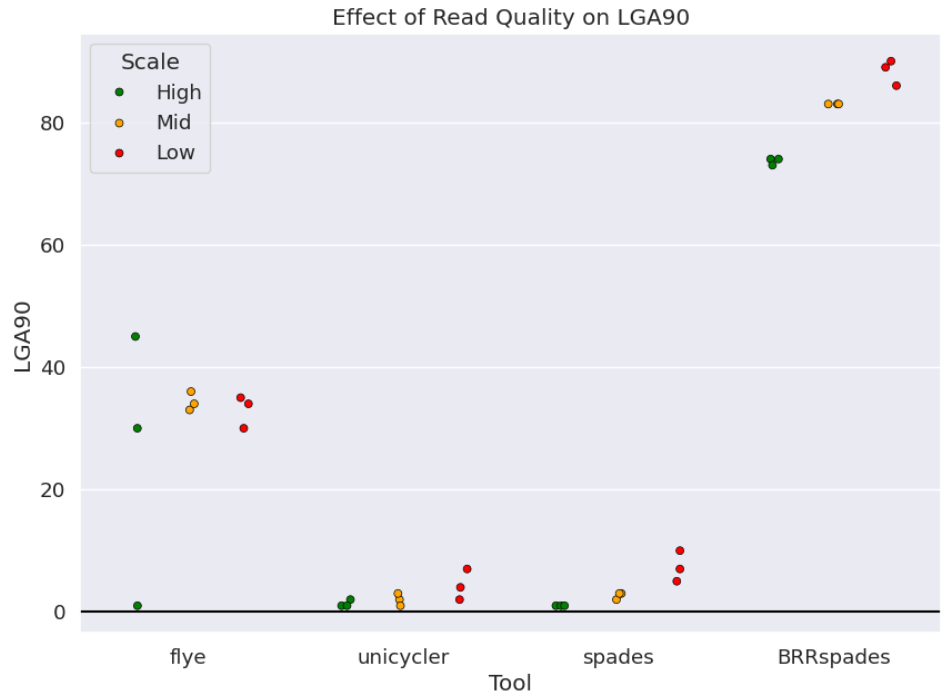 Effect of Read Quality on LGA90
Scale
High
Mid
Low
LGA90
80
60
40
20
0
flye
unicycler
spades
BRRspades
Tool